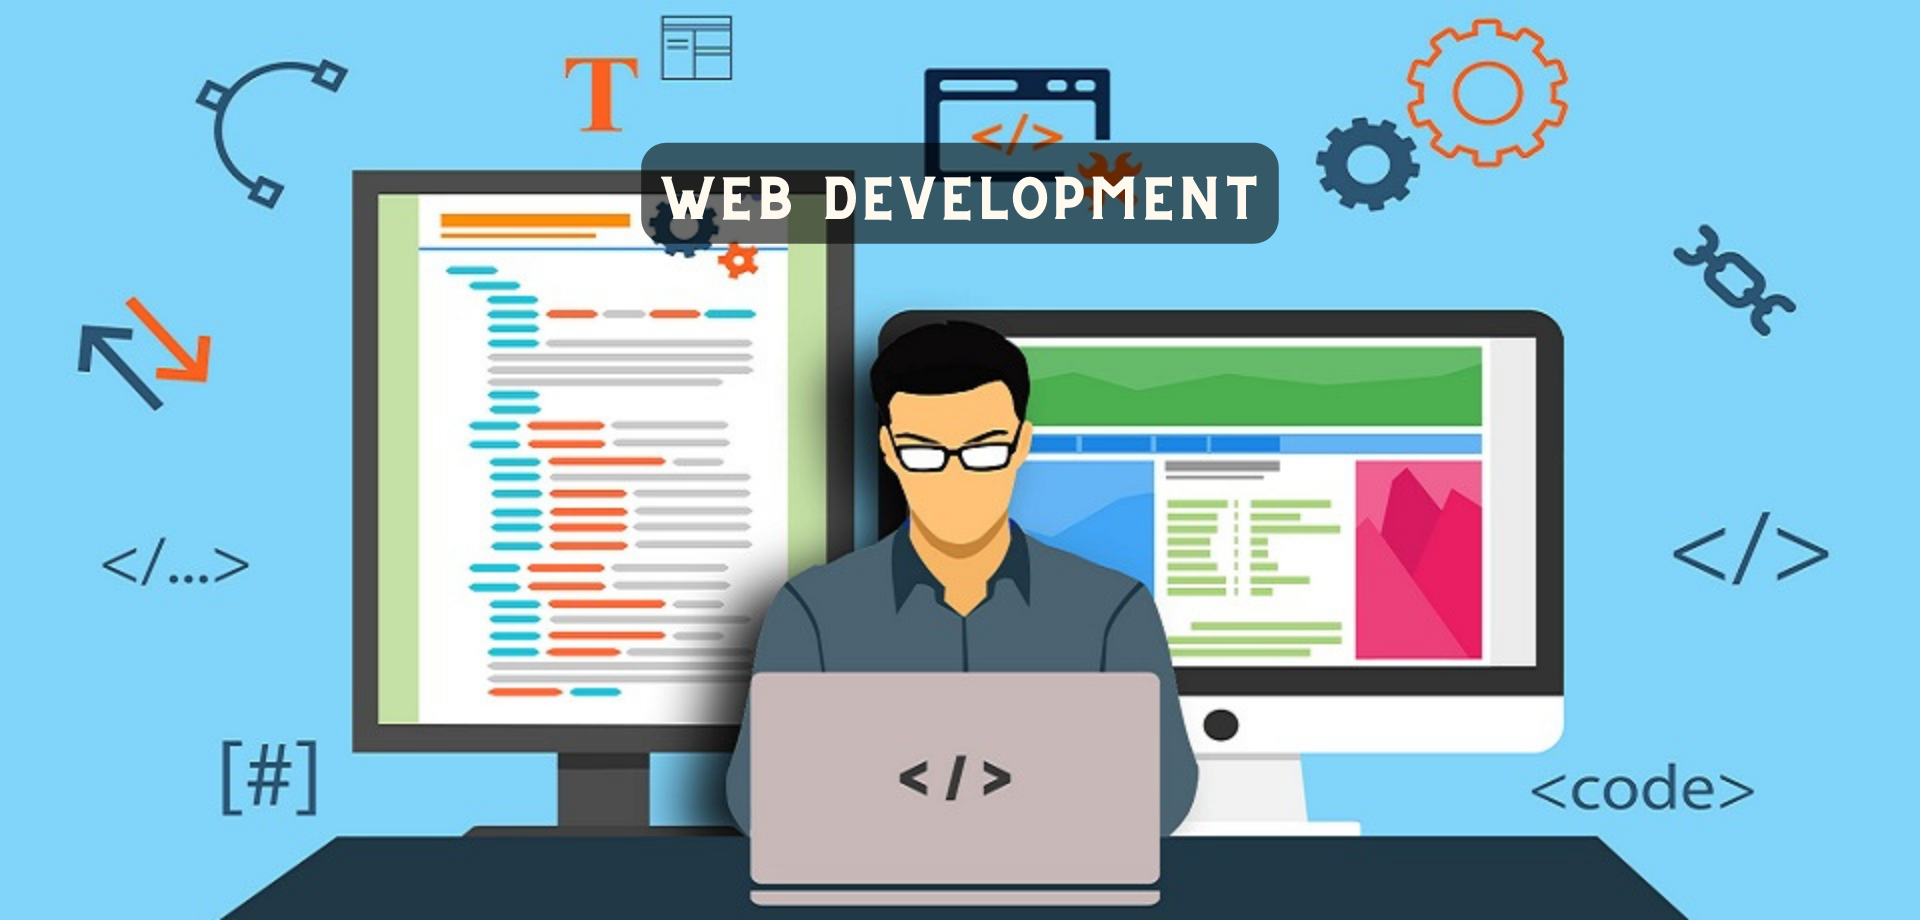 T
</>
WEB DEVELOPMENT
</...>
</>
[#]
</>
<code>